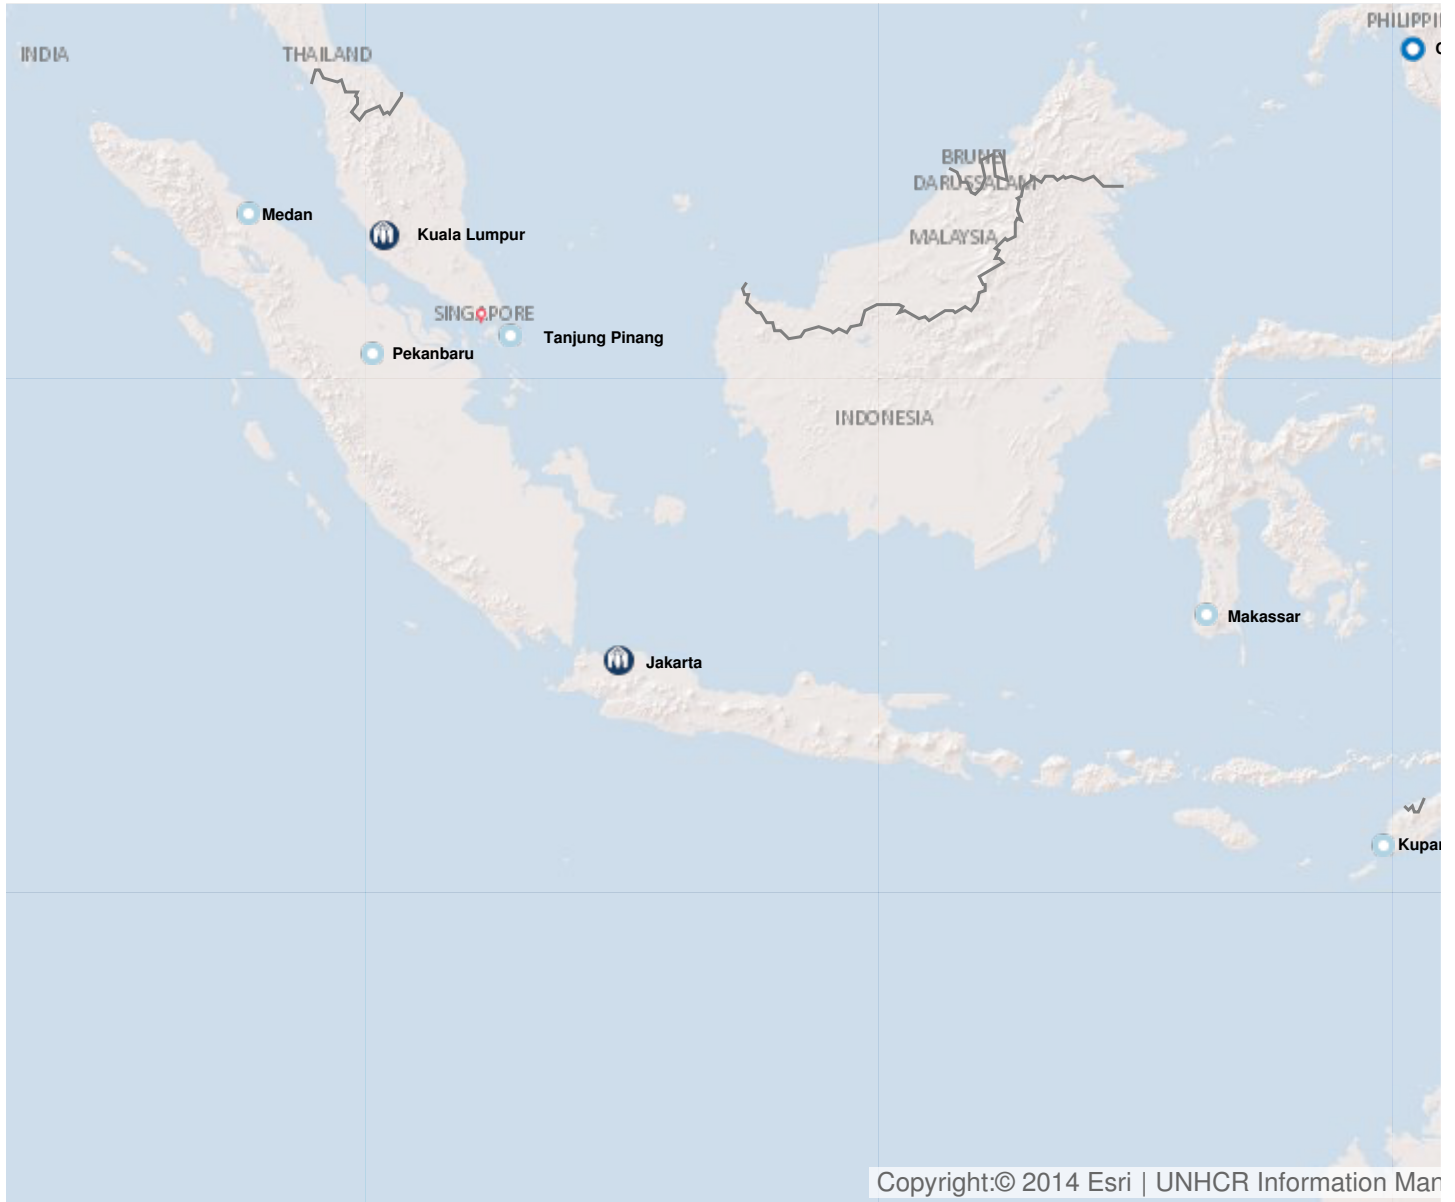 PHILIPPI
INDIA
THAILAND
C
BRUNEI
DARUSSALAM
Medan
Kuala Lumpur
MALAYSIA
SINGAPORE
Tanjung Pinang
Pekanbaru
INDONESIA
Makassar
Jakarta
Kupan
Copyright:© 2014 Esri | UNHCR Information Man